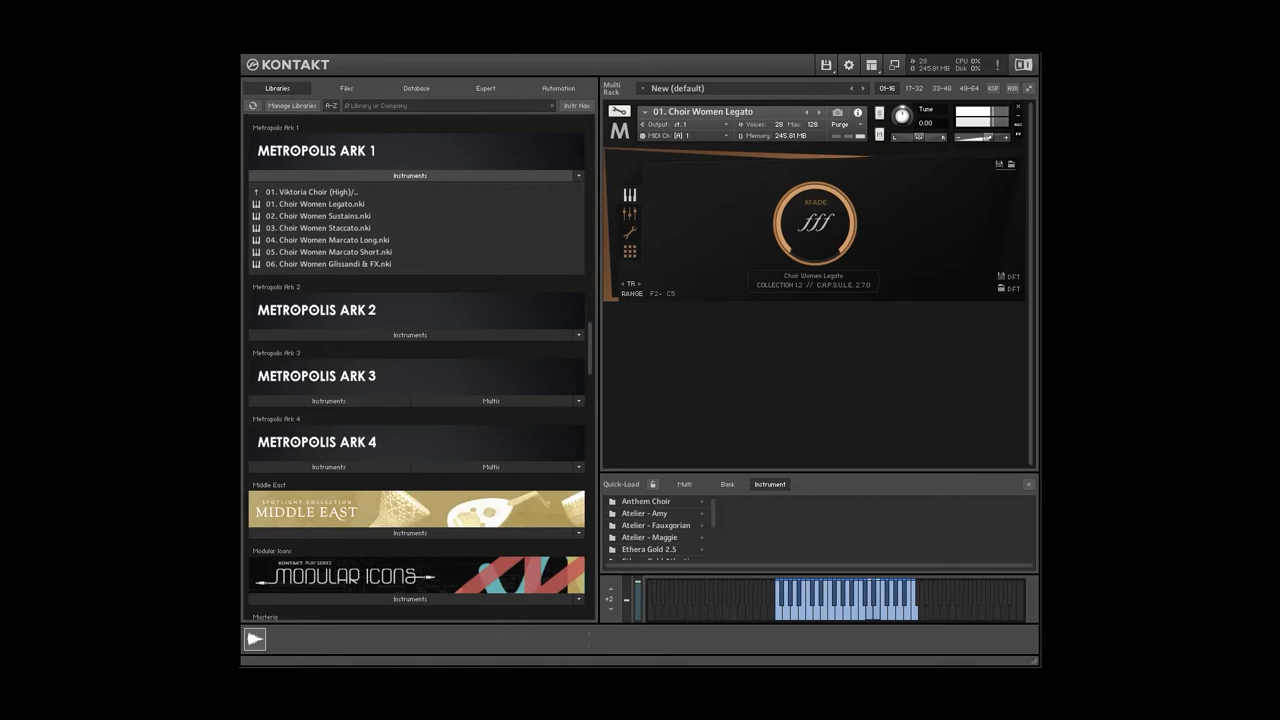 KONTAKT
28
245.81 MB
CPU 0%
Disk 0%
!
Libraries
Files
Database
Expert
Automation
Manage Libraries
A-Z
Library or Company
Instr Nav
Metropolis Ark 1
METROPOLIS ARK 1
Instruments
01. Viktoria Choir (High)/..
01. Choir Women Legato.nki
02. Choir Women Sustains.nki
03. Choir Women Staccato.nki
04. Choir Women Marcato Long.nki
05. Choir Women Marcato Short.nki
06. Choir Women Glissandi & FX.nki
Metropolis Ark 2
METROPOLIS ARK 2
Instruments
Metropolis Ark 3
METROPOLIS ARK 3
Instruments
Multis
Metropolis Ark 4
METROPOLIS ARK 4
Instruments
Multis
Middle East
SPOTLIGHT COLLECTION
MIDDLE EAST
Instruments
Modular Icons
KONTAKT PLAY SERIES
MODULAR ICONS
Instruments
Mysteria
Multi
Rack
New (default)
01-16
17-32
33-48
49-64
KSP
AUX
01. Choir Women Legato
Output: st. 1
Voices: 28
Max: 128
Purge
MIDI Ch: [A] 1
Memory: 245.81 MB
S
M
Tune
0.00
L
R
XFADE
fff
Choir Women Legato
COLLECTION 1.2 // C.A.P.S.U.L.E. 2.7.0
< TR >
RANGE F2- C5
DFT
DFT
Quick-Load
Multi
Bank
Instrument
Anthem Choir
Atelier - Amy
Atelier - Fauxgorian
Atelier - Maggie
Ethera Gold 2.5
+2